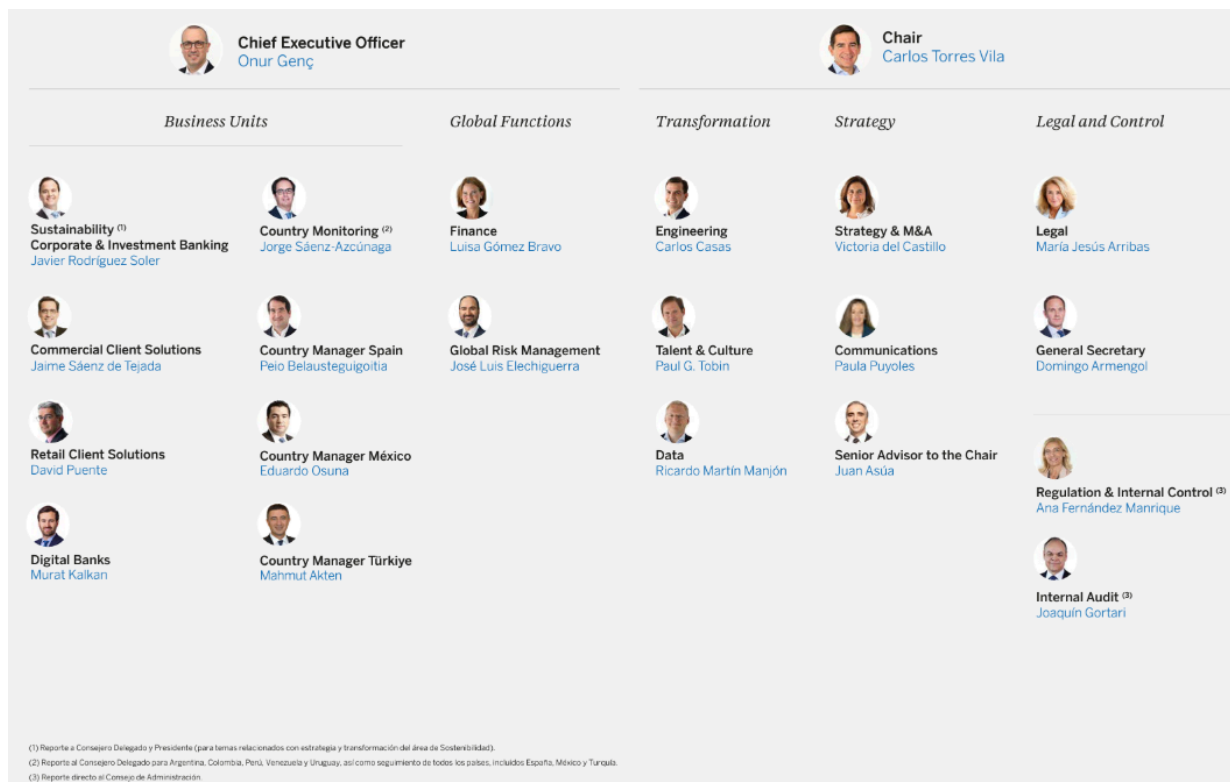 Chief Executive Officer
Onur Genç
Chair
Carlos Torres Vila
Business Units
Global Functions
Transformation
Strategy
Legal and Control
Sustainability (1)
Corporate & Investment Banking
Javier Rodríguez Soler
Country Monitoring (2)
Jorge Sáenz-Azcúnaga
Finance
Luisa Gómez Bravo
Engineering
Carlos Casas
Strategy & M&A
Victoria del Castillo
Legal
María Jesús Arribas
Commercial Client Solutions
Jaime Sáenz de Tejada
Country Manager Spain
Peio Belausteguigoitia
Global Risk Management
José Luis Elechiguerra
Talent & Culture
Paul G. Tobin
Communications
Paula Puyoles
General Secretary
Domingo Armengol
Retail Client Solutions
David Puente
Country Manager México
Eduardo Osuna
Data
Ricardo Martín Manjón
Senior Advisor to the Chair
Juan Asúa
Regulation & Internal Control (3)
Ana Fernández Manrique
Digital Banks
Murat Kalkan
Country Manager Türkiye
Mahmut Akten
Internal Audit (3)
Joaquín Gortari
(1) Reporte a Consejero Delegado y Presidente (para temas relacionados con estrategia y transformación del área de Sostenibilidad).
(2) Reporte al Consejero Delegado para Argentina, Colombia, Perú, Venezuela y Uruguay, así como seguimiento de todos los países, incluidos España, México y Turquía.
(3) Reporte directo al Consejo de Administración.